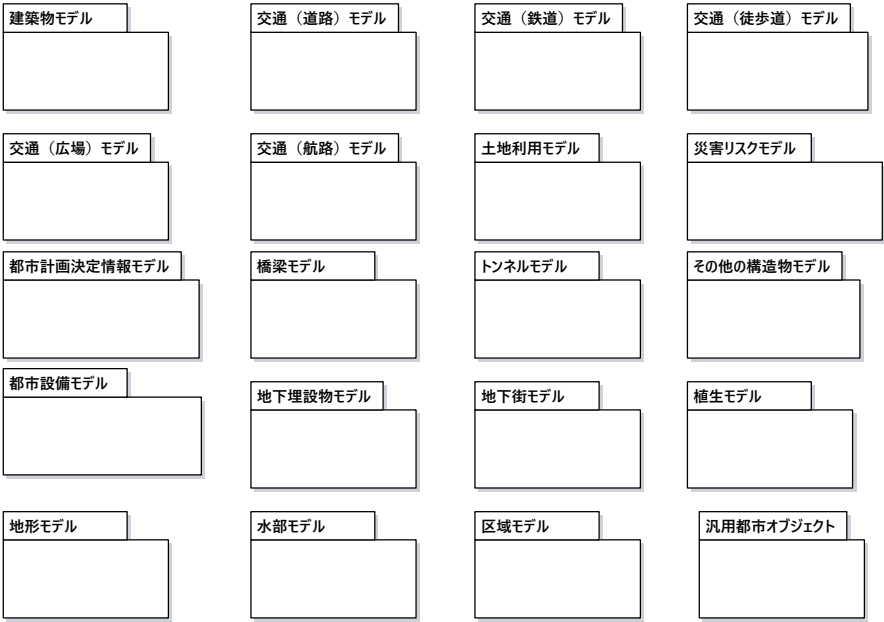 建築物モデル
交通（道路）モデル
交通（鉄道）モデル
交通（徒歩道）モデル
交通（広場）モデル
交通（航路）モデル
土地利用モデル
災害リスクモデル
都市計画決定情報モデル
橋梁モデル
トンネルモデル
その他の構造物モデル
都市設備モデル
地下埋設物モデル
地下街モデル
植生モデル
地形モデル
水部モデル
区域モデル
汎用都市オブジェクト